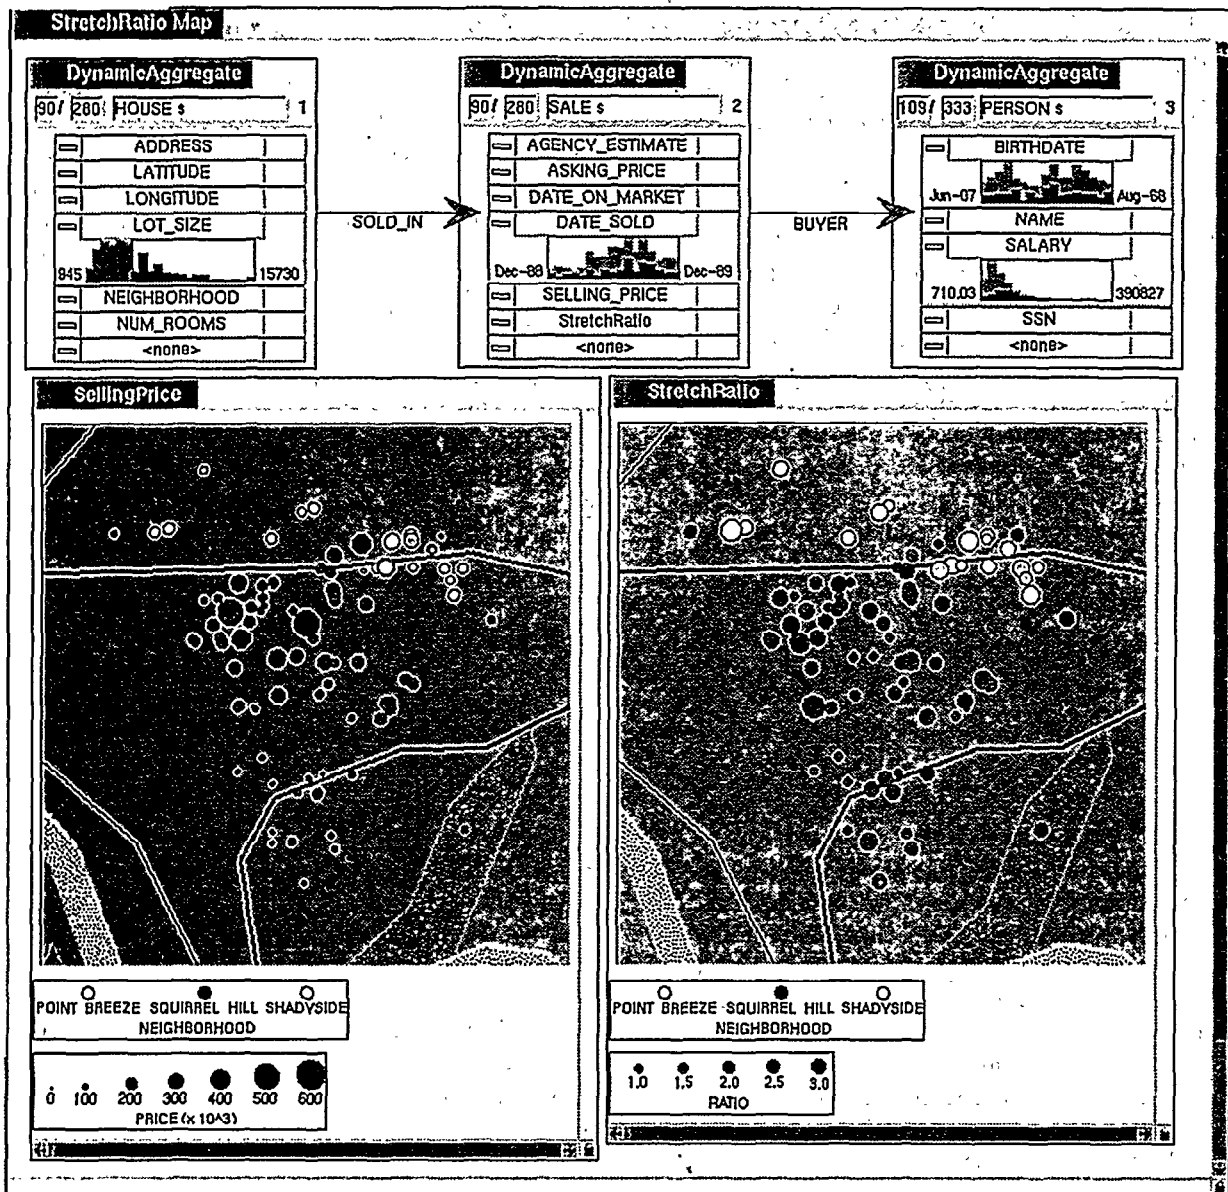 StretchRatio Map
DynamicAggregate
90/ 280 HOUSE s 1
ADDRESS
LATITUDE
LONGITUDE
LOT_SIZE
845 15730
NEIGHBORHOOD
NUM_ROOMS
<none>
SOLD_IN
DynamicAggregate
90/ 280 SALE s 2
AGENCY_ESTIMATE
ASKING_PRICE
DATE_ON_MARKET
DATE_SOLD
Dec-88 Dec-89
SELLING_PRICE
StretchRatio
<none>
BUYER
DynamicAggregate
109/ 333 PERSON s 3
BIRTHDATE
Jun-07 Aug-68
NAME
SALARY
710.03 390827
SSN
<none>
SellingPrice
POINT BREEZE SQUIRREL HILL SHADYSIDE
NEIGHBORHOOD
0 100 200 300 400 500 600
PRICE (x 10^3)
StretchRatio
POINT BREEZE SQUIRREL HILL SHADYSIDE
NEIGHBORHOOD
1.0 1.5 2.0 2.5 3.0
RATIO